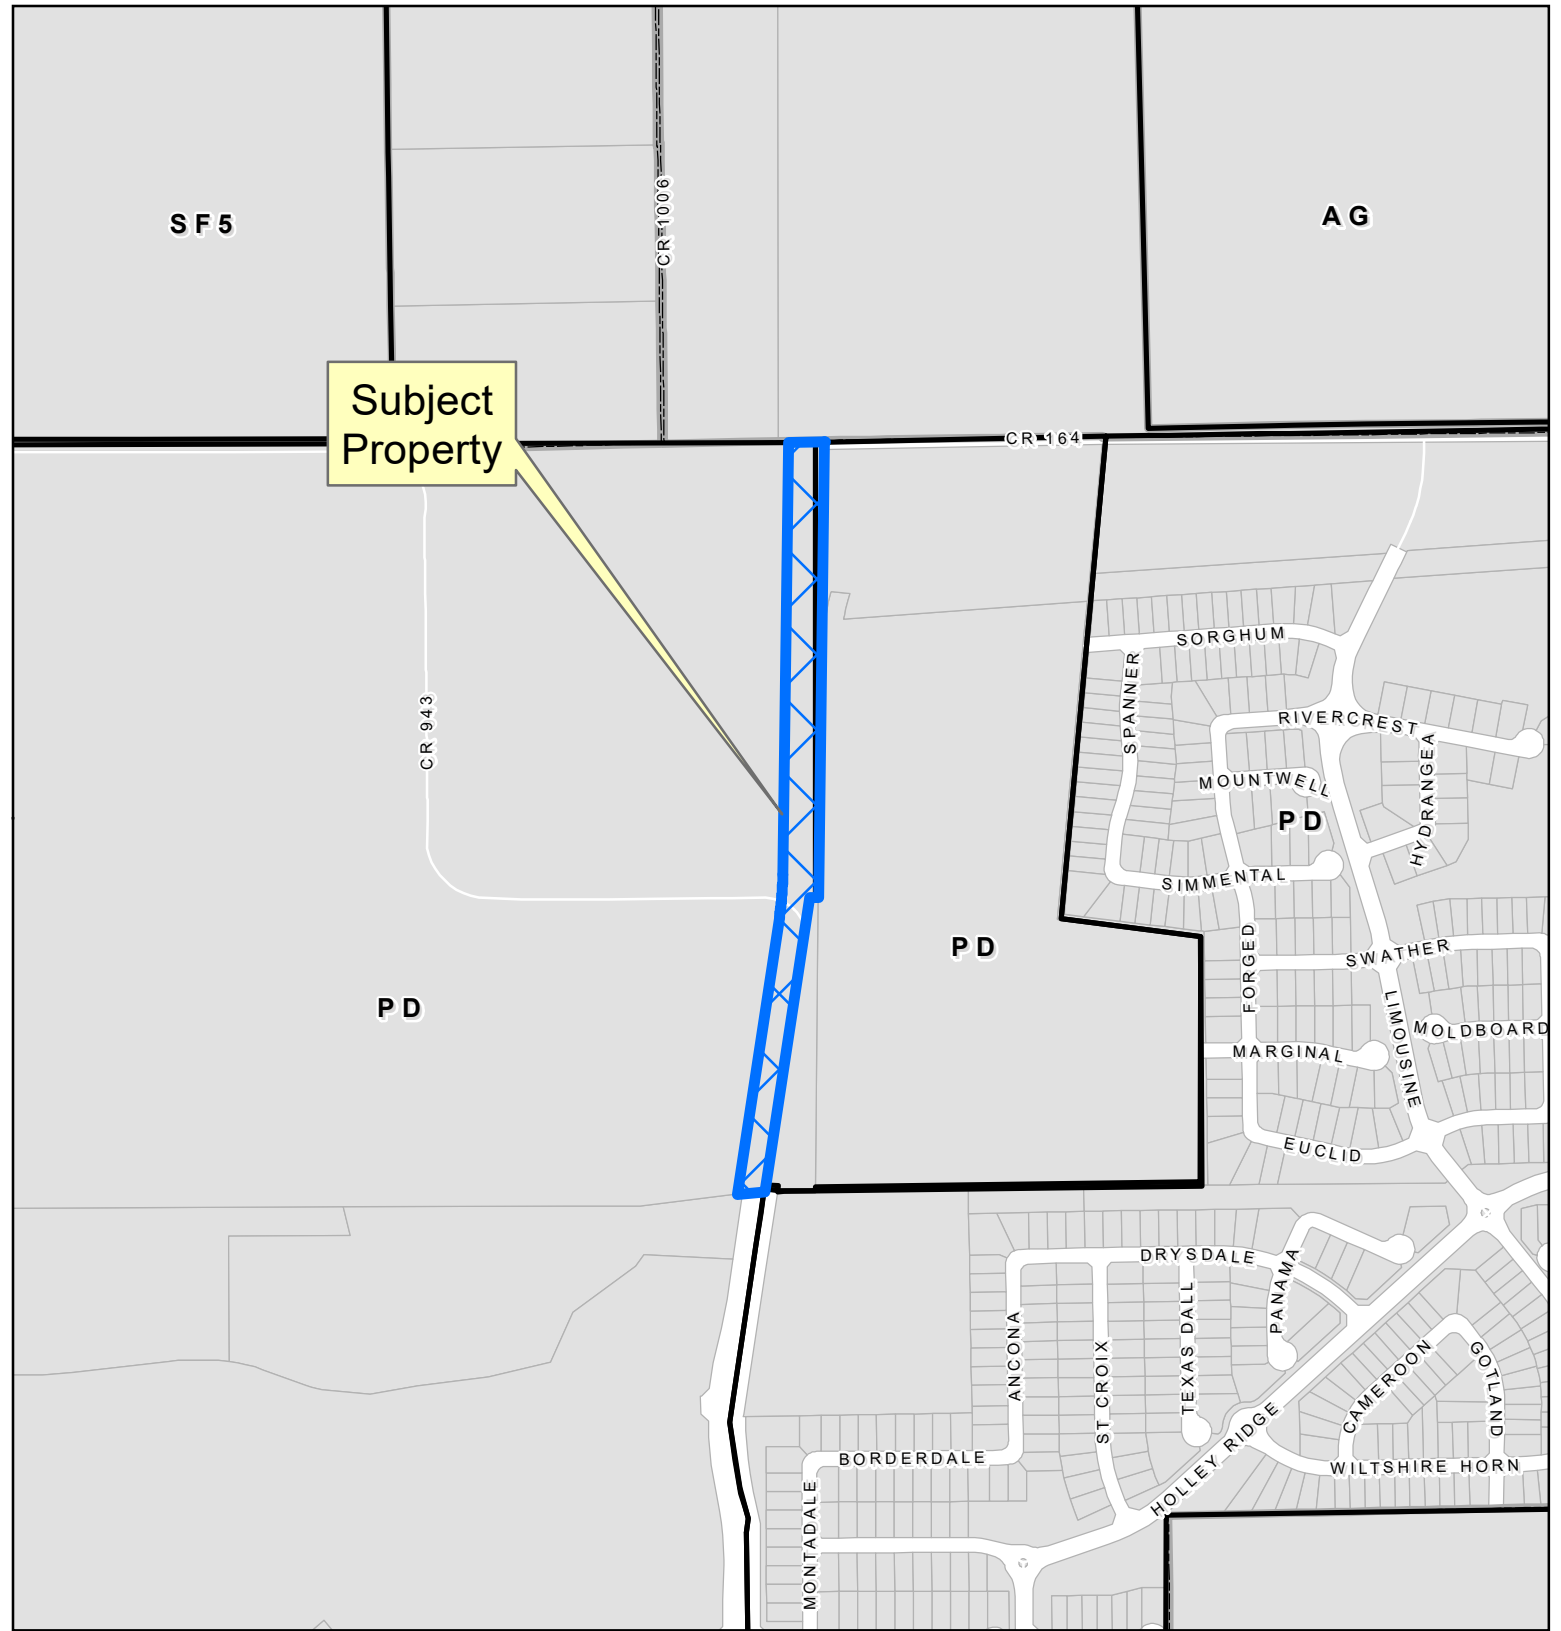 SF5
AG
CR 1006
Subject
Property
CR 164
SORGHUM
SPANNER
RIVERCREST
CR 943
HYDRANGEA
MOUNTWELL
PD
SIMMENTAL
PD
FORGED
SWATHER
PD
LIMOUSINE
MOLDBOARD
MARGINAL
EUCLID
DRYSDALE
PANAMA
TEXAS DALL
ANCONA
ST CROIX
CAMEROON
GOTLAND
HOLLEY RIDGE
BORDERDALE
WILTSHIRE HORN
MONTADALE